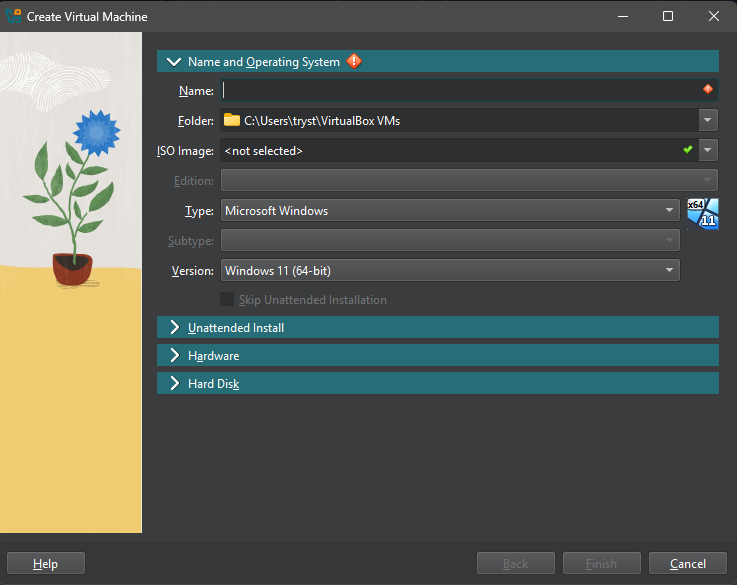 Create Virtual Machine
Name and Operating System
Name:
Folder: C:\Users\tryst\VirtualBox VMs
ISO Image: <not selected>
Edition:
Type: Microsoft Windows
x64
11
Subtype:
Version: Windows 11 (64-bit)
Skip Unattended Installation
Unattended Install
Hardware
Hard Disk
Help Back Finish Cancel